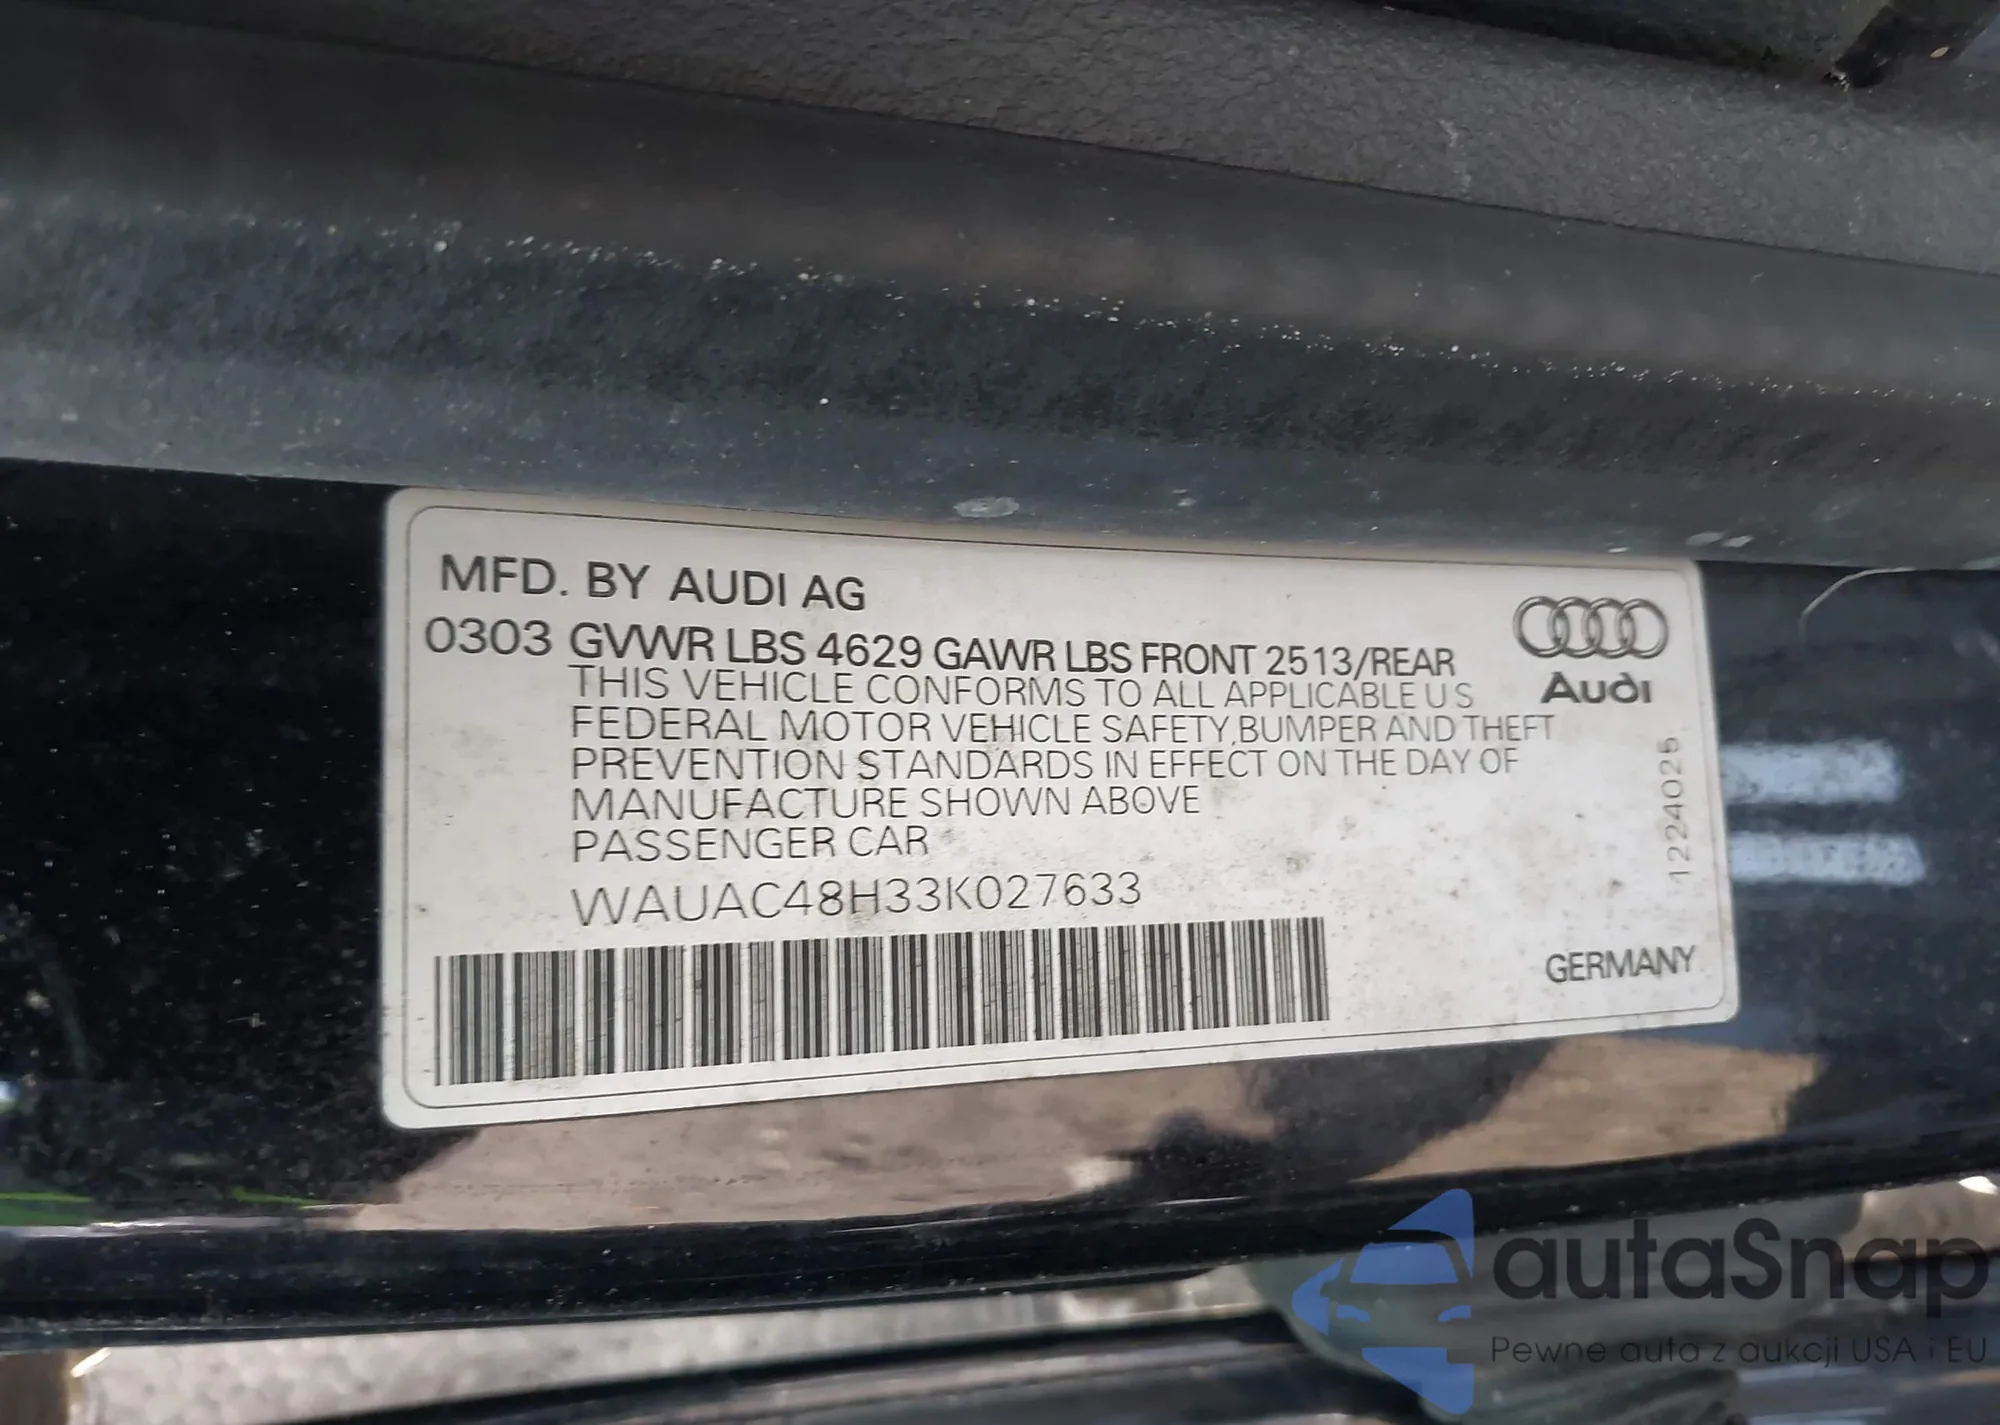 MFD. BY AUDI AG
0303 GVWR LBS 4629 GAWR LBS FRONT 2513/REAR
THIS VEHICLE CONFORMS TO ALL APPLICABLE U S
FEDERAL MOTOR VEHICLE SAFETY,BUMPER AND THEFT
PREVENTION STANDARDS IN EFFECT ON THE DAY OF
MANUFACTURE SHOWN ABOVE
PASSENGER CAR
WAUAC48H33K027633
Audi
1224025
GERMANY
autaSnap
Pewne auta z aukcji USA i EU